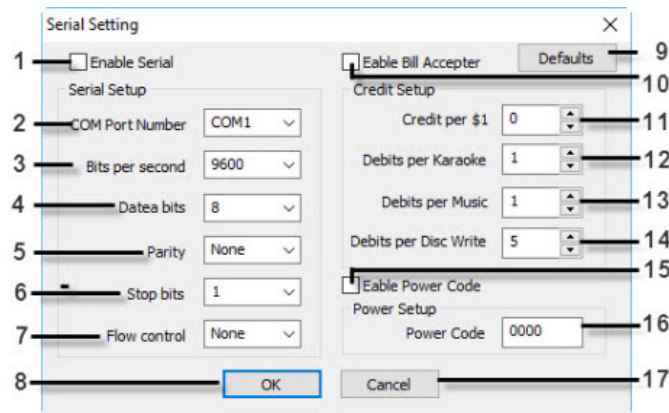 Serial Setting
1 Enable Serial
Eable Bill Accepter
Defaults 9
10
Serial Setup
Credit Setup
2 COM Port Number COM1
Credit per $1 0 11
3 Bits per second 9600
Debits per Karaoke 1 12
4 Datea bits 8
Debits per Music 1 13
5 Parity None
Debits per Disc Write 5 14
15
6 Stop bits 1
Eable Power Code
Power Setup
7 Flow control None
Power Code 0000 16
8 OK
Cancel 17